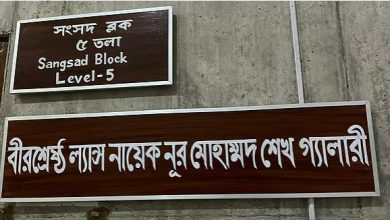 সংসদ ব্লক
৫ তলা
Sangsad Block
Level-5
বীরশ্রেষ্ঠ ল্যান্স নায়েক নূর মোহাম্মদ শেখ গ্যালারী